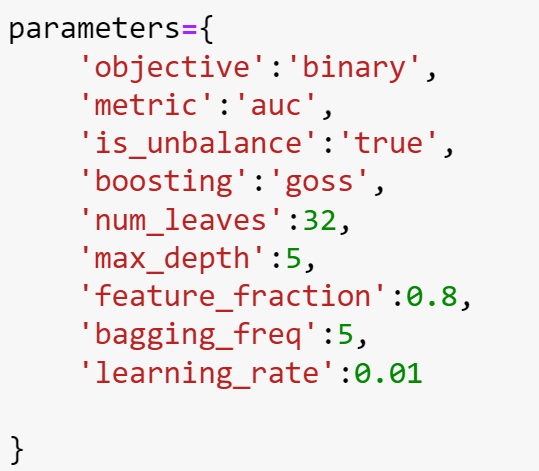 parameters={
    'objective':'binary',
    'metric':'auc',
    'is_unbalance':'true',
    'boosting':'goss',
    'num_leaves':32,
    'max_depth':5,
    'feature_fraction':0.8,
    'bagging_freq':5,
    'learning_rate':0.01
}